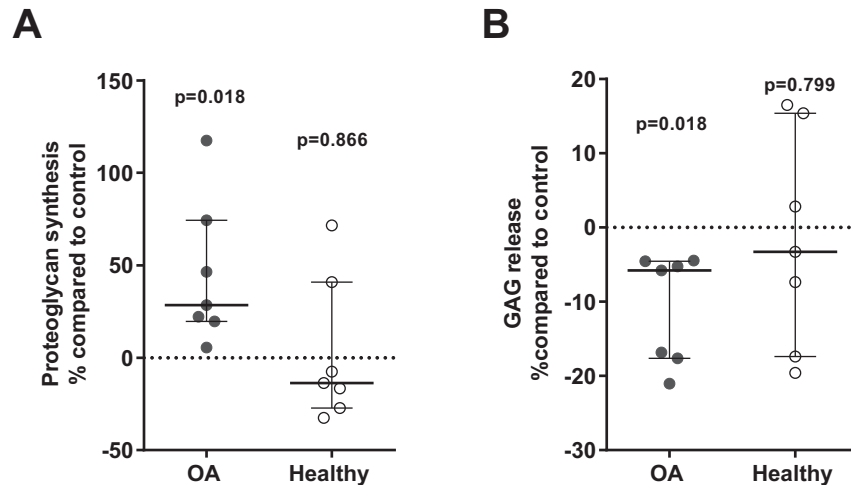 A
Proteoglycan synthesis
% compared to control
150
100
50
0
-50
p=0.018
p=0.866
OA
Healthy
B
GAG release
%compared to control
20
10
0
-10
-20
-30
p=0.018
p=0.799
OA
Healthy